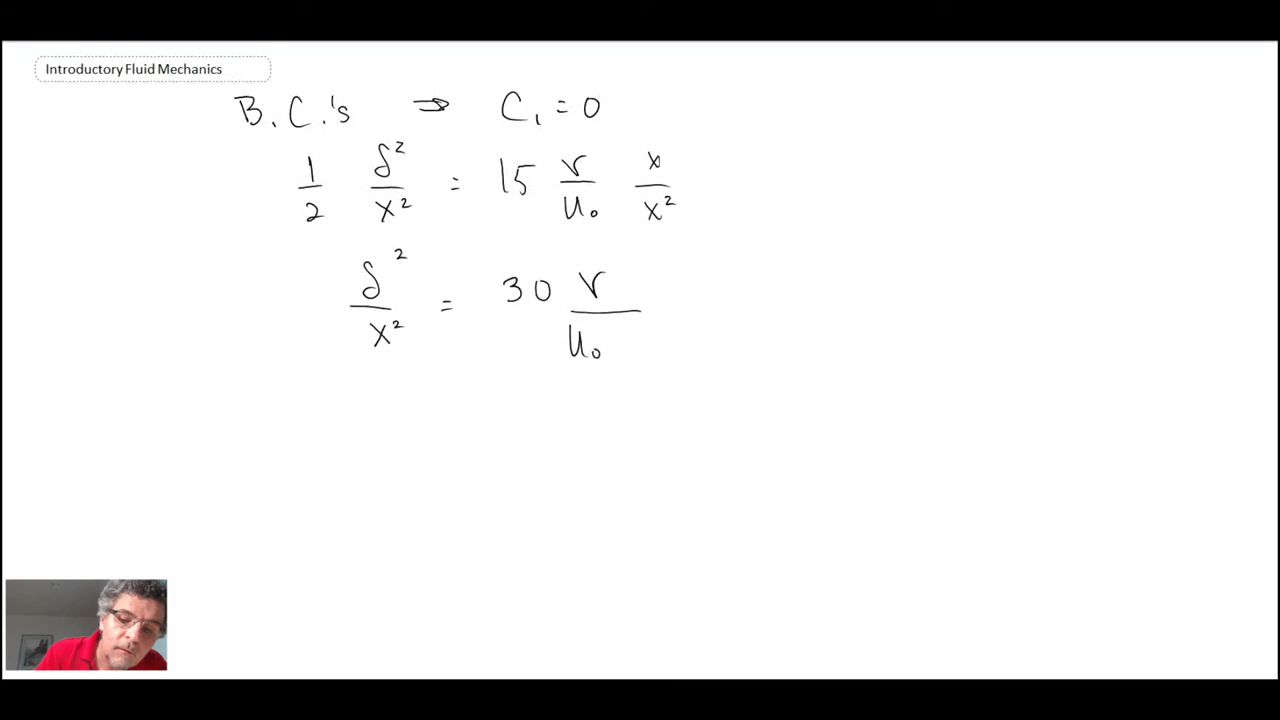 Introductory Fluid Mechanics
B.C.'s ⇒ C₁ = 0
1/2 δ²/x² = 15 ν/U₀ x/x²
δ²/x² = 30 ν/U₀